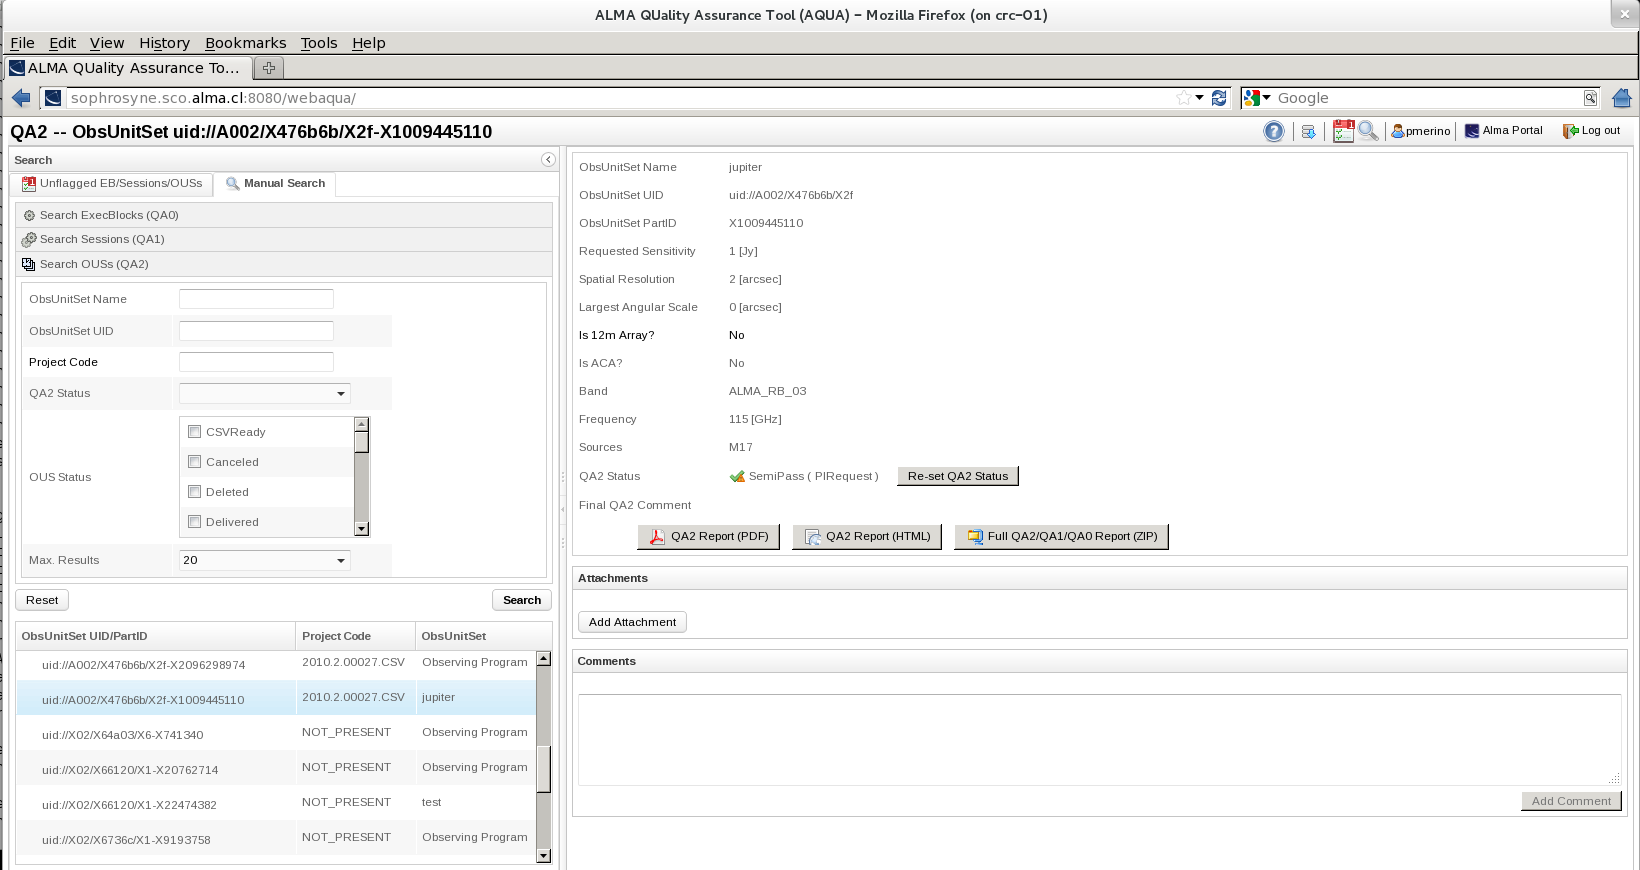 ALMA QUality Assurance Tool (AQUA) – Mozilla Firefox (on crc-01)
File Edit View History Bookmarks Tools Help
ALMA QUality Assurance To...
sophrosyne.sco.alma.cl:8080/webaqua/
Google
QA2 -- ObsUnitSet uid://A002/X476b6b/X2f-X1009445110
pmerino
Alma Portal
Log out
Search
Unflagged EB/Sessions/OUSs
Manual Search
Search ExecBlocks (QA0)
Search Sessions (QA1)
Search OUSs (QA2)
ObsUnitSet Name
ObsUnitSet UID
Project Code
QA2 Status
OUS Status
CSVReady
Canceled
Deleted
Delivered
Max. Results 20
Reset Search
ObsUnitSet UID/PartID Project Code ObsUnitSet
uid://A002/X476b6b/X2f-X2096298974 2010.2.00027.CSV Observing Program
uid://A002/X476b6b/X2f-X1009445110 2010.2.00027.CSV jupiter
uid://X02/X64a03/X6-X741340 NOT_PRESENT Observing Program
uid://X02/X66120/X1-X20762714 NOT_PRESENT Observing Program
uid://X02/X66120/X1-X22474382 NOT_PRESENT test
uid://X02/X6736c/X1-X9193758 NOT_PRESENT Observing Program
ObsUnitSet Name jupiter
ObsUnitSet UID uid://A002/X476b6b/X2f
ObsUnitSet PartID X1009445110
Requested Sensitivity 1 [Jy]
Spatial Resolution 2 [arcsec]
Largest Angular Scale 0 [arcsec]
Is 12m Array? No
Is ACA? No
Band ALMA_RB_03
Frequency 115 [GHz]
Sources M17
QA2 Status SemiPass ( PIRequest ) Re-set QA2 Status
Final QA2 Comment
QA2 Report (PDF) QA2 Report (HTML) Full QA2/QA1/QA0 Report (ZIP)
Attachments
Add Attachment
Comments
Add Comment